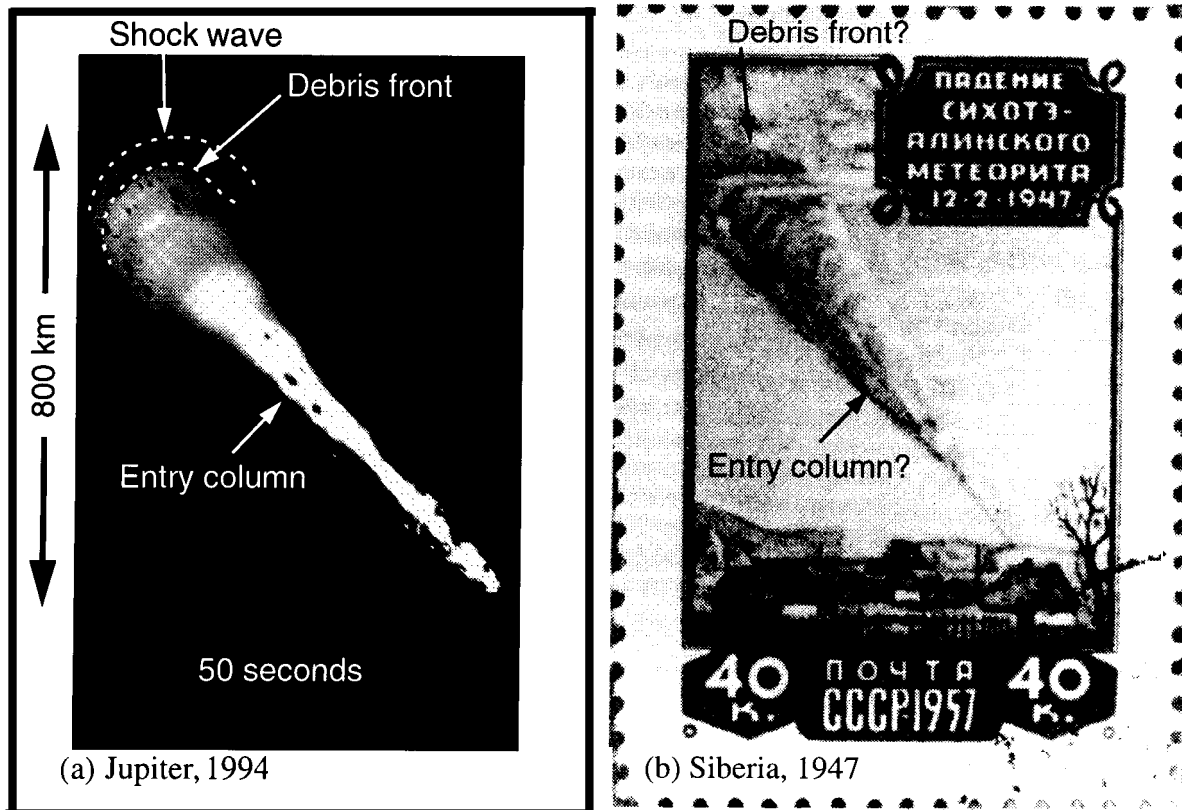 Shock wave
Debris front
800 km
Entry column
50 seconds
(a) Jupiter, 1994
Debris front?
ПАДЕНИЕ
СИХОТЭ-
АЛИНСКОГО
МЕТЕОРИТА
12·2·1947
Entry column?
40
К.
ПОЧТА
СССР·1957
40
К.
(b) Siberia, 1947